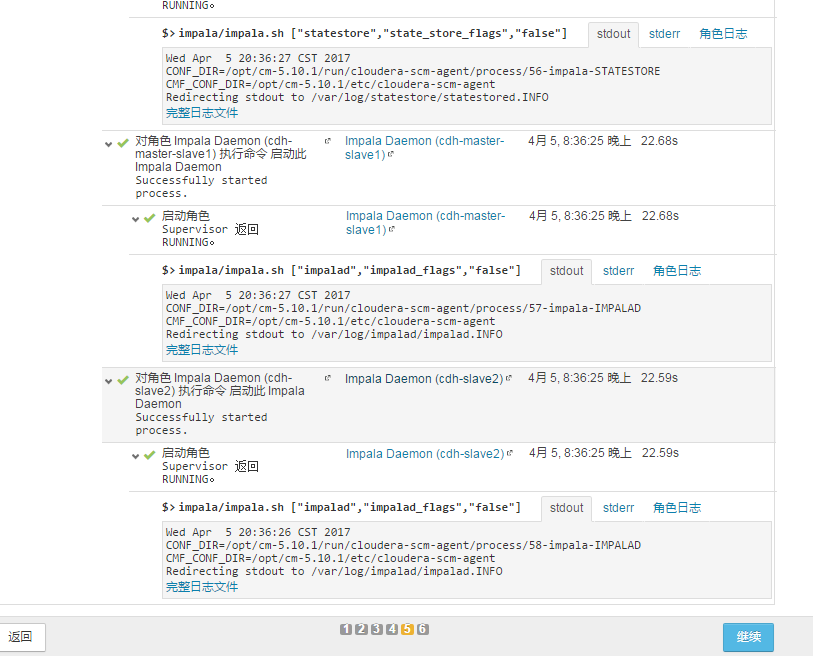 RUNNING。
$> impala/impala.sh ["statestore","state_store_flags","false"] stdout stderr 角色日志
Wed Apr  5 20:36:27 CST 2017
CONF_DIR=/opt/cm-5.10.1/run/cloudera-scm-agent/process/56-impala-STATESTORE
CMF_CONF_DIR=/opt/cm-5.10.1/etc/cloudera-scm-agent
Redirecting stdout to /var/log/statestore/statestored.INFO
完整日志文件
对角色 Impala Daemon (cdh- Impala Daemon (cdh-master- 4月 5, 8:36:25 晚上 22.68s
master-slave1) 执行命令 启动此 slave1)
Impala Daemon
Successfully started
process.
启动角色 Impala Daemon (cdh-master- 4月 5, 8:36:25 晚上 22.68s
Supervisor 返回 slave1)
RUNNING。
$> impala/impala.sh ["impalad","impalad_flags","false"] stdout stderr 角色日志
Wed Apr  5 20:36:27 CST 2017
CONF_DIR=/opt/cm-5.10.1/run/cloudera-scm-agent/process/57-impala-IMPALAD
CMF_CONF_DIR=/opt/cm-5.10.1/etc/cloudera-scm-agent
Redirecting stdout to /var/log/impalad/impalad.INFO
完整日志文件
对角色 Impala Daemon (cdh- Impala Daemon (cdh-slave2) 4月 5, 8:36:25 晚上 22.59s
slave2) 执行命令 启动此 Impala
Daemon
Successfully started
process.
启动角色 Impala Daemon (cdh-slave2) 4月 5, 8:36:25 晚上 22.59s
Supervisor 返回
RUNNING。
$> impala/impala.sh ["impalad","impalad_flags","false"] stdout stderr 角色日志
Wed Apr  5 20:36:26 CST 2017
CONF_DIR=/opt/cm-5.10.1/run/cloudera-scm-agent/process/58-impala-IMPALAD
CMF_CONF_DIR=/opt/cm-5.10.1/etc/cloudera-scm-agent
Redirecting stdout to /var/log/impalad/impalad.INFO
完整日志文件
返回 1 2 3 4 5 6 继续